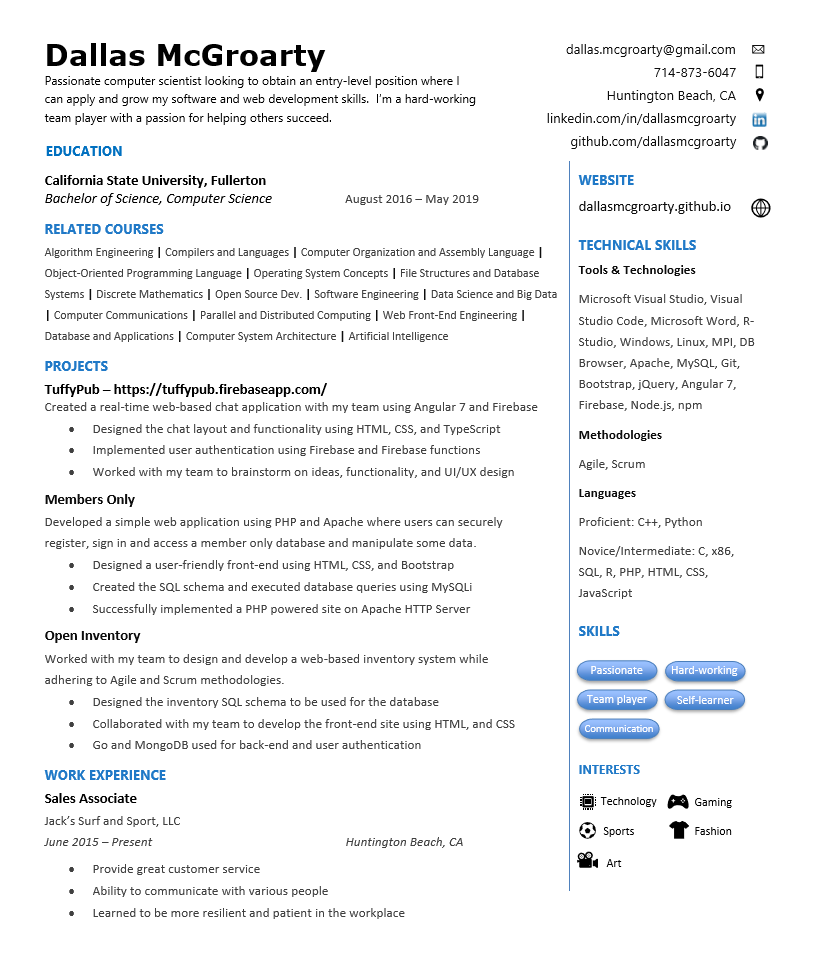 Dallas McGroarty
Passionate computer scientist looking to obtain an entry-level position where I
can apply and grow my software and web development skills.  I'm a hard-working
team player with a passion for helping others succeed.
dallas.mcgroarty@gmail.com
714-873-6047
Huntington Beach, CA
linkedin.com/in/dallasmcgroarty
github.com/dallasmcgroarty
EDUCATION
California State University, Fullerton
Bachelor of Science, Computer Science August 2016 – May 2019
RELATED COURSES
Algorithm Engineering | Compilers and Languages | Computer Organization and Assembly Language |
Object-Oriented Programming Language | Operating System Concepts | File Structures and Database
Systems | Discrete Mathematics | Open Source Dev. | Software Engineering | Data Science and Big Data
| Computer Communications | Parallel and Distributed Computing | Web Front-End Engineering |
Database and Applications | Computer System Architecture | Artificial Intelligence
PROJECTS
TuffyPub – https://tuffypub.firebaseapp.com/
Created a real-time web-based chat application with my team using Angular 7 and Firebase
• Designed the chat layout and functionality using HTML, CSS, and TypeScript
• Implemented user authentication using Firebase and Firebase functions
• Worked with my team to brainstorm on ideas, functionality, and UI/UX design
Members Only
Developed a simple web application using PHP and Apache where users can securely
register, sign in and access a member only database and manipulate some data.
• Designed a user-friendly front-end using HTML, CSS, and Bootstrap
• Created the SQL schema and executed database queries using MySQLi
• Successfully implemented a PHP powered site on Apache HTTP Server
Open Inventory
Worked with my team to design and develop a web-based inventory system while
adhering to Agile and Scrum methodologies.
• Designed the inventory SQL schema to be used for the database
• Collaborated with my team to develop the front-end site using HTML, and CSS
• Go and MongoDB used for back-end and user authentication
WORK EXPERIENCE
Sales Associate
Jack's Surf and Sport, LLC
June 2015 – Present Huntington Beach, CA
• Provide great customer service
• Ability to communicate with various people
• Learned to be more resilient and patient in the workplace
WEBSITE
dallasmcgroarty.github.io
TECHNICAL SKILLS
Tools & Technologies
Microsoft Visual Studio, Visual
Studio Code, Microsoft Word, R-
Studio, Windows, Linux, MPI, DB
Browser, Apache, MySQL, Git,
Bootstrap, jQuery, Angular 7,
Firebase, Node.js, npm
Methodologies
Agile, Scrum
Languages
Proficient: C++, Python
Novice/Intermediate: C, x86,
SQL, R, PHP, HTML, CSS,
JavaScript
SKILLS
Passionate Hard-working
Team player Self-learner
Communication
INTERESTS
Technology Gaming
Sports Fashion
Art